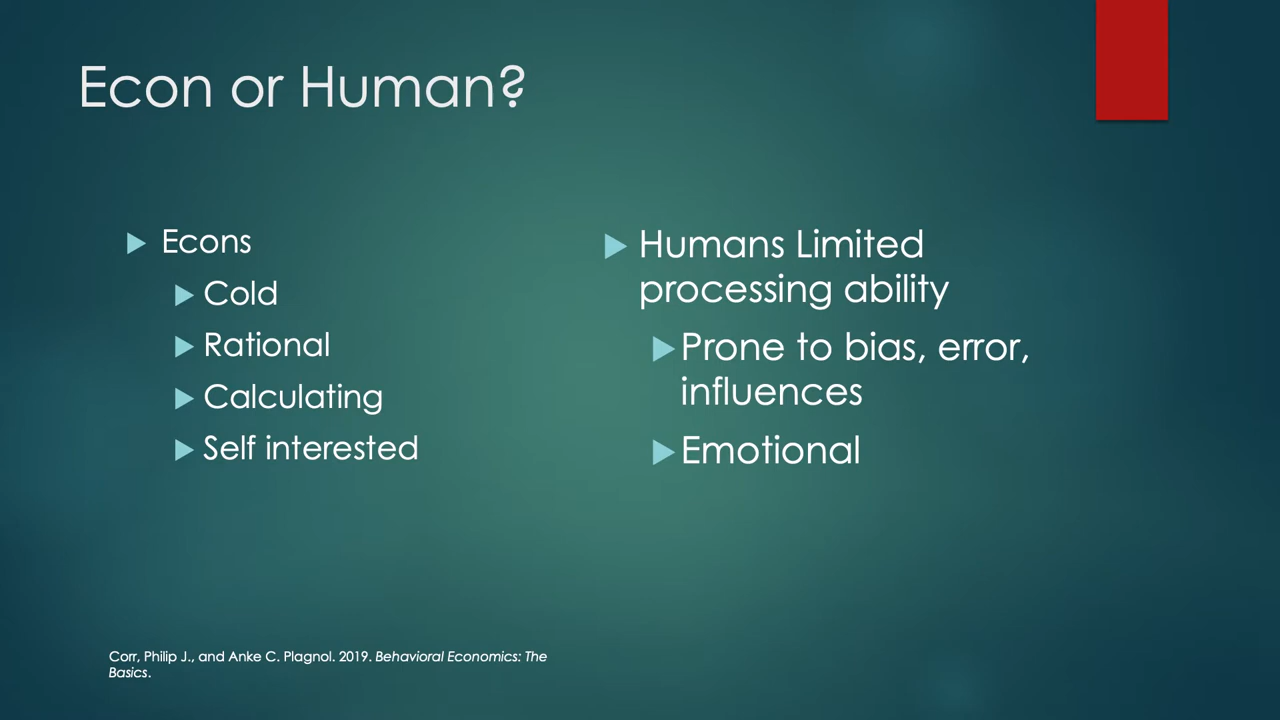 Econ or Human?
Econs
Cold
Rational
Calculating
Self interested
Humans Limited
processing ability
Prone to bias, error,
influences
Emotional
Corr, Philip J., and Anke C. Plagnol. 2019. Behavioral Economics: The
Basics.